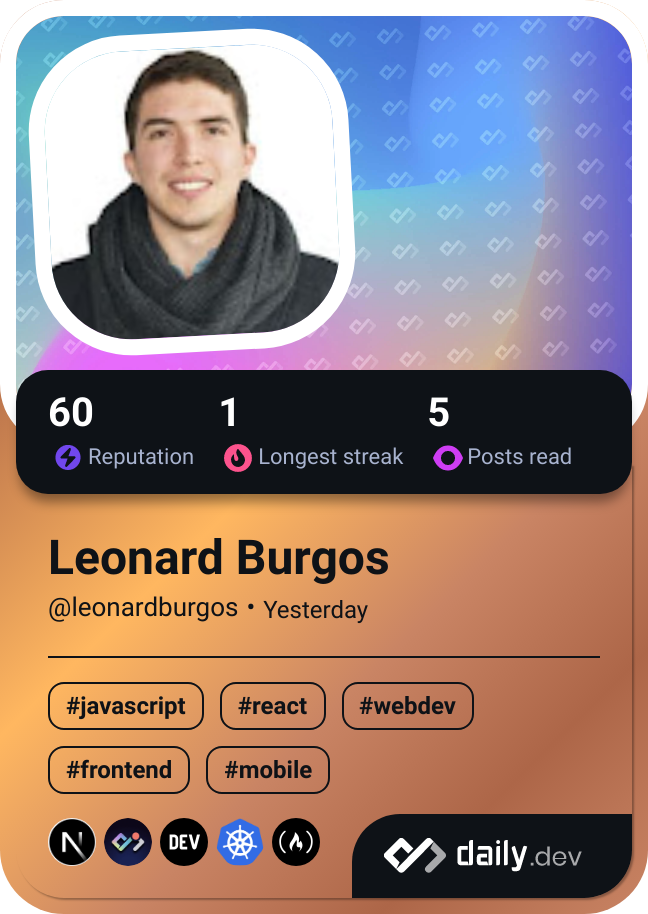 60 1 5
Reputation Longest streak Posts read
Leonard Burgos
@leonardburgos • Yesterday
#javascript #react #webdev
#frontend #mobile
N DEV
daily.dev